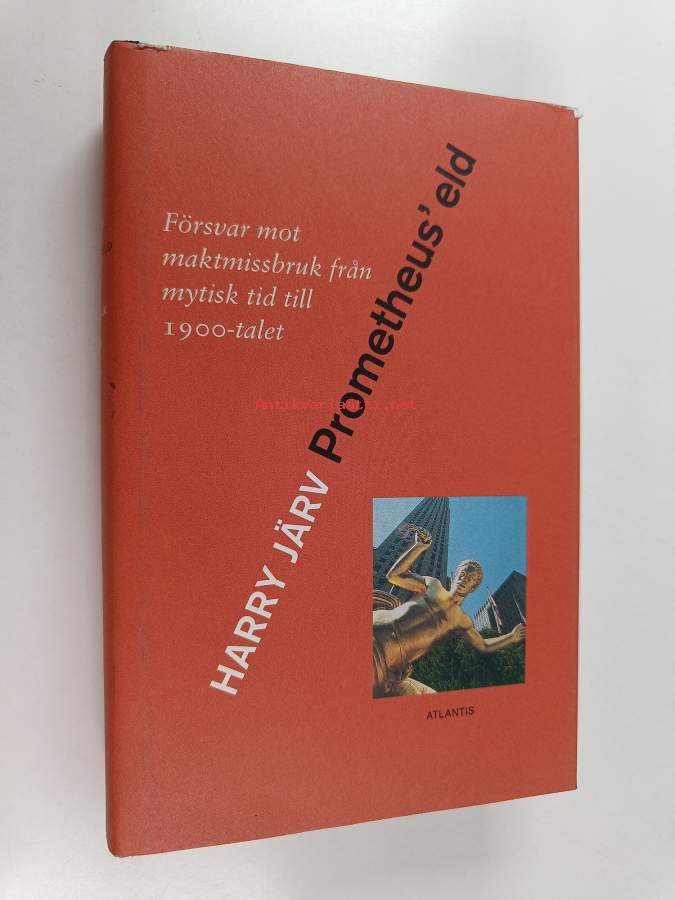 Försvar mot
maktmissbruk från
mytisk tid till
1900-talet
HARRY JÄRV Prometheus' eld
Antikvariaatti.net
ATLANTIS